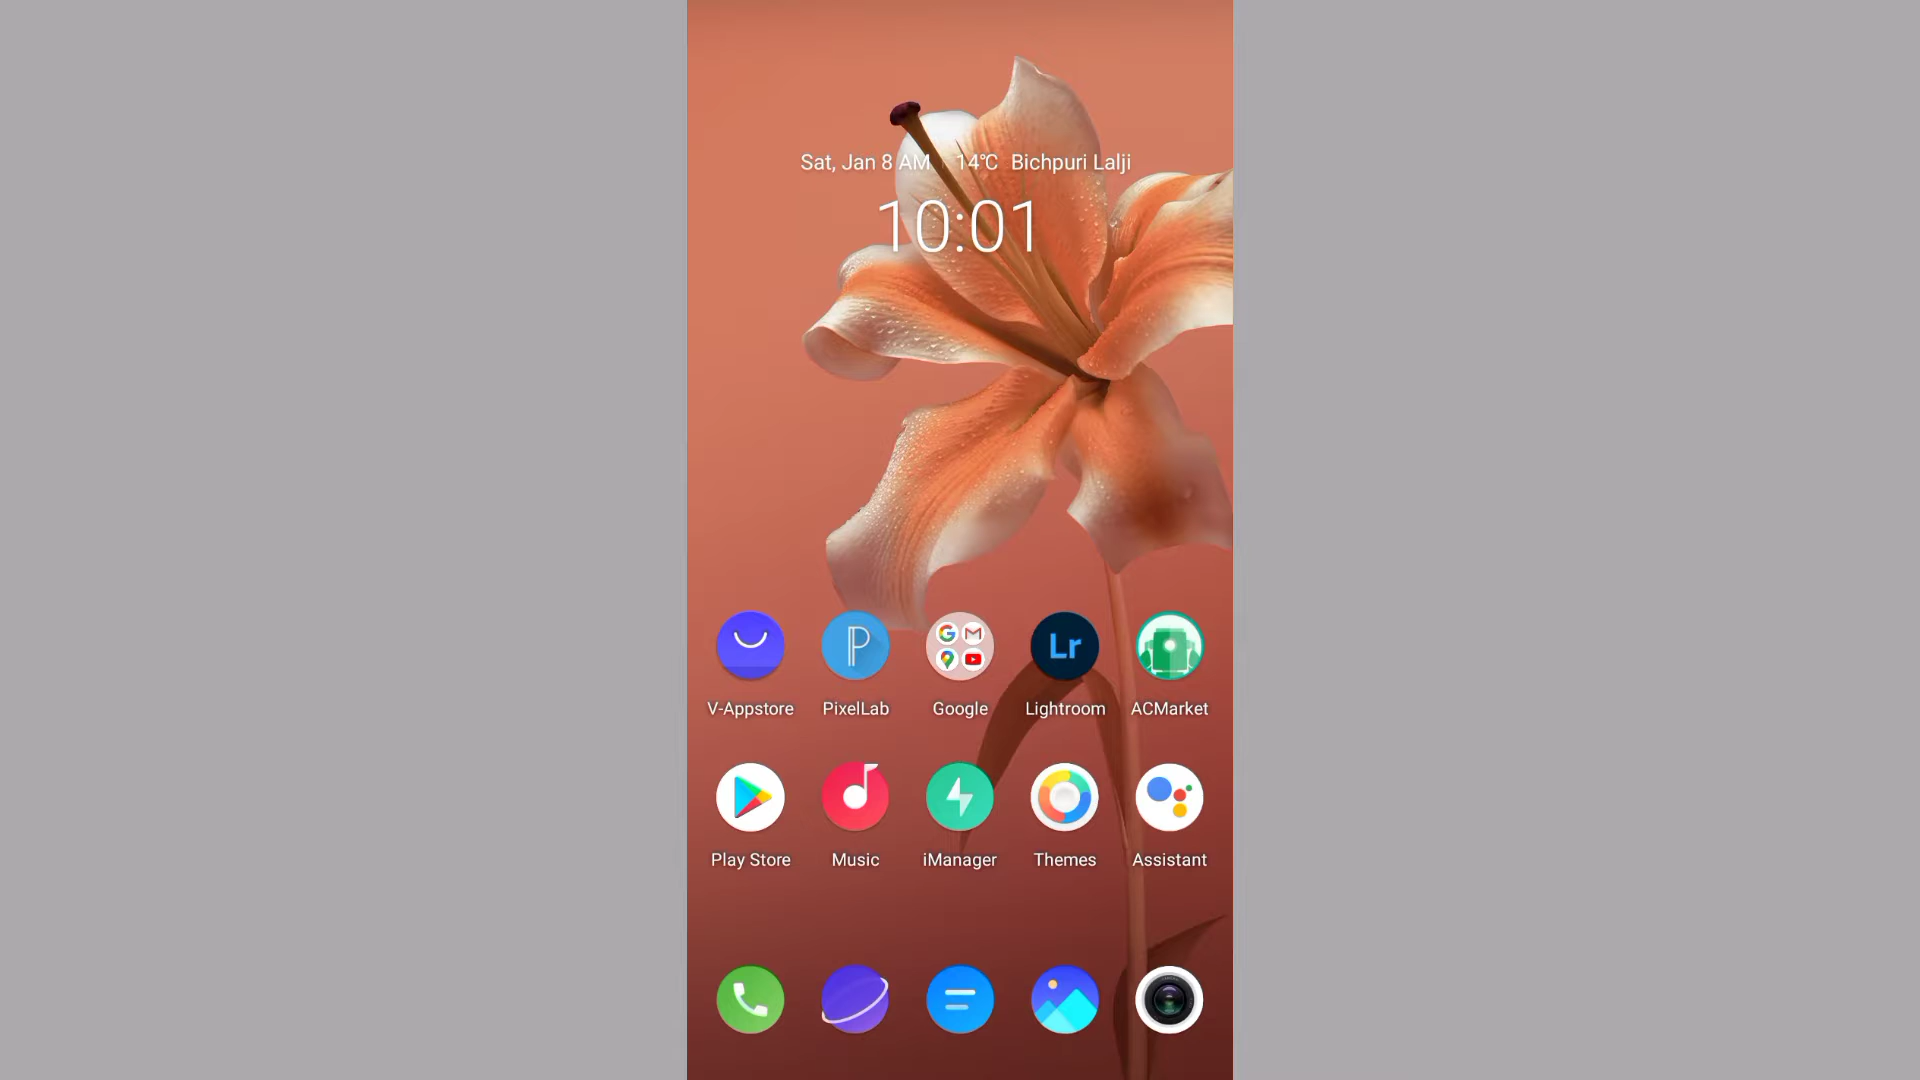 Sat, Jan 8 AM 14℃ Bichpuri Lalji
10:01
Lr
V-Appstore PixelLab Google Lightroom ACMarket
Play Store Music iManager Themes Assistant